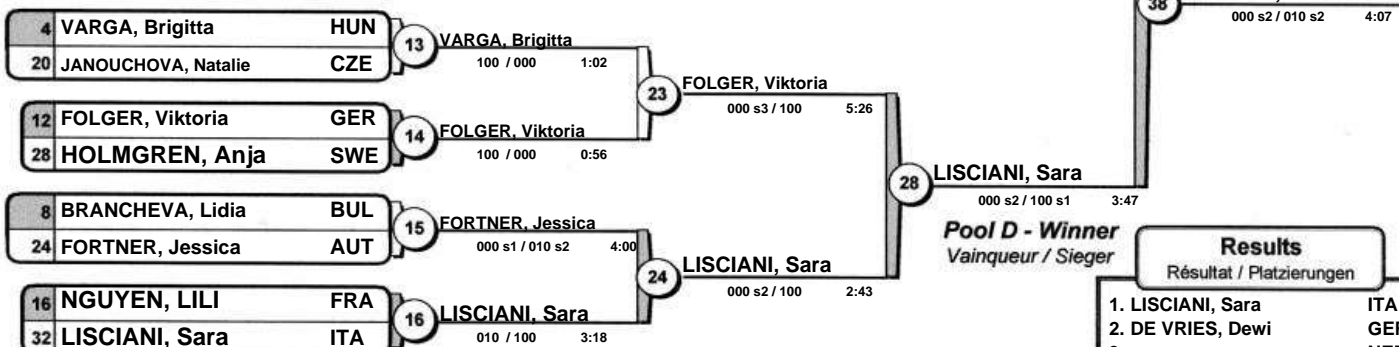 38
000 s2 / 010 s2 4:07
4 VARGA, Brigitta HUN
20 JANOUCHOVA, Natalie CZE
13
VARGA, Brigitta
100 / 000 1:02
12 FOLGER, Viktoria GER
28 HOLMGREN, Anja SWE
14
FOLGER, Viktoria
100 / 000 0:56
23
FOLGER, Viktoria
000 s3 / 100 5:26
8 BRANCHEVA, Lidia BUL
24 FORTNER, Jessica AUT
15
FORTNER, Jessica
000 s1 / 010 s2 4:00
16 NGUYEN, LILI FRA
32 LISCIANI, Sara ITA
16
LISCIANI, Sara
010 / 100 3:18
24
LISCIANI, Sara
000 s2 / 100 2:43
28
LISCIANI, Sara
000 s2 / 100 s1 3:47
Pool D - Winner
Vainqueur / Sieger
Results
Résultat / Platzierungen
1. LISCIANI, Sara ITA
2. DE VRIES, Dewi